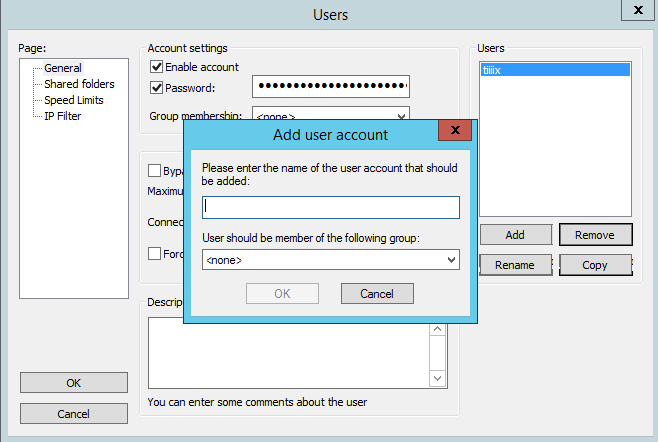 Users
x
Page:
General
Shared folders
Speed Limits
IP Filter
OK
Cancel
Account settings
Enable account
Password:
Group membership:
<none>
Maximu
Connec
Descrip
You can enter some comments about the user
Users
tiiiix
Add
Remove
Rename
Copy
Add user account
x
Please enter the name of the user account that should
be added:
User should be member of the following group:
<none>
OK
Cancel